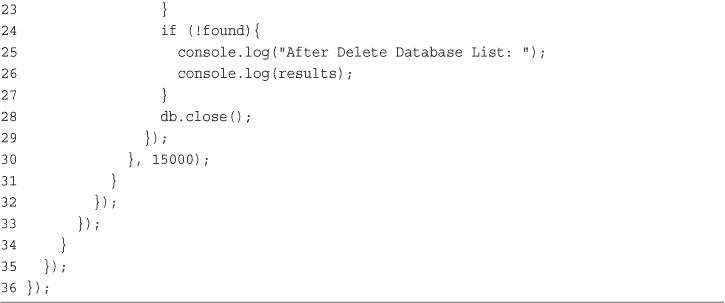 23                 }
24                 if (!found){
25                   console.log("After Delete Database List: ");
26                   console.log(results);
27                 }
28                 db.close();
29               });
30             }, 15000);
31           }
32         });
33       });
34     }
35   });
36 });